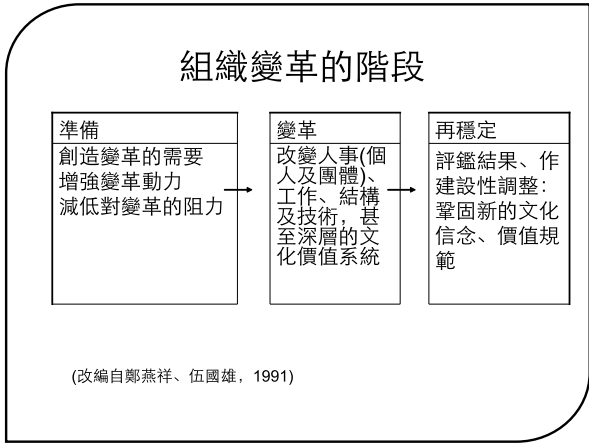 組織變革的階段
準備
創造變革的需要
增強變革動力
減低對變革的阻力
變革
改變人事(個
人及團體)、
工作、結構
及技術，甚
至深層的文
化價值系統
再穩定
評鑑結果、作
建設性調整：
鞏固新的文化
信念、價值規
範
(改編自鄭燕祥、伍國雄，1991)